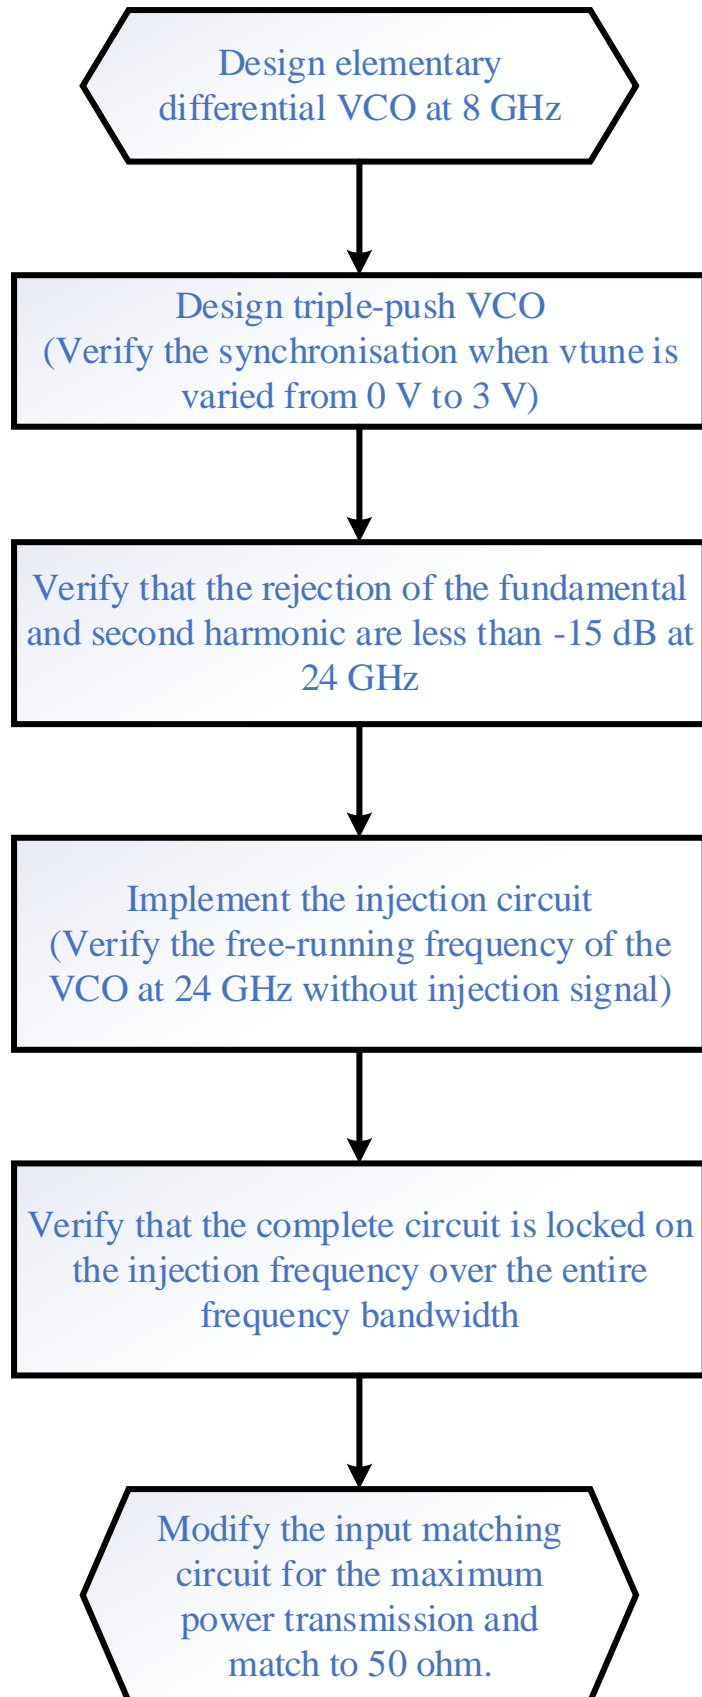 Design elementary
differential VCO at 8 GHz
Design triple-push VCO
(Verify the synchronisation when vtune is
varied from 0 V to 3 V)
Verify that the rejection of the fundamental
and second harmonic are less than -15 dB at
24 GHz
Implement the injection circuit
(Verify the free-running frequency of the
VCO at 24 GHz without injection signal)
Verify that the complete circuit is locked on
the injection frequency over the entire
frequency bandwidth
Modify the input matching
circuit for the maximum
power transmission and
match to 50 ohm.